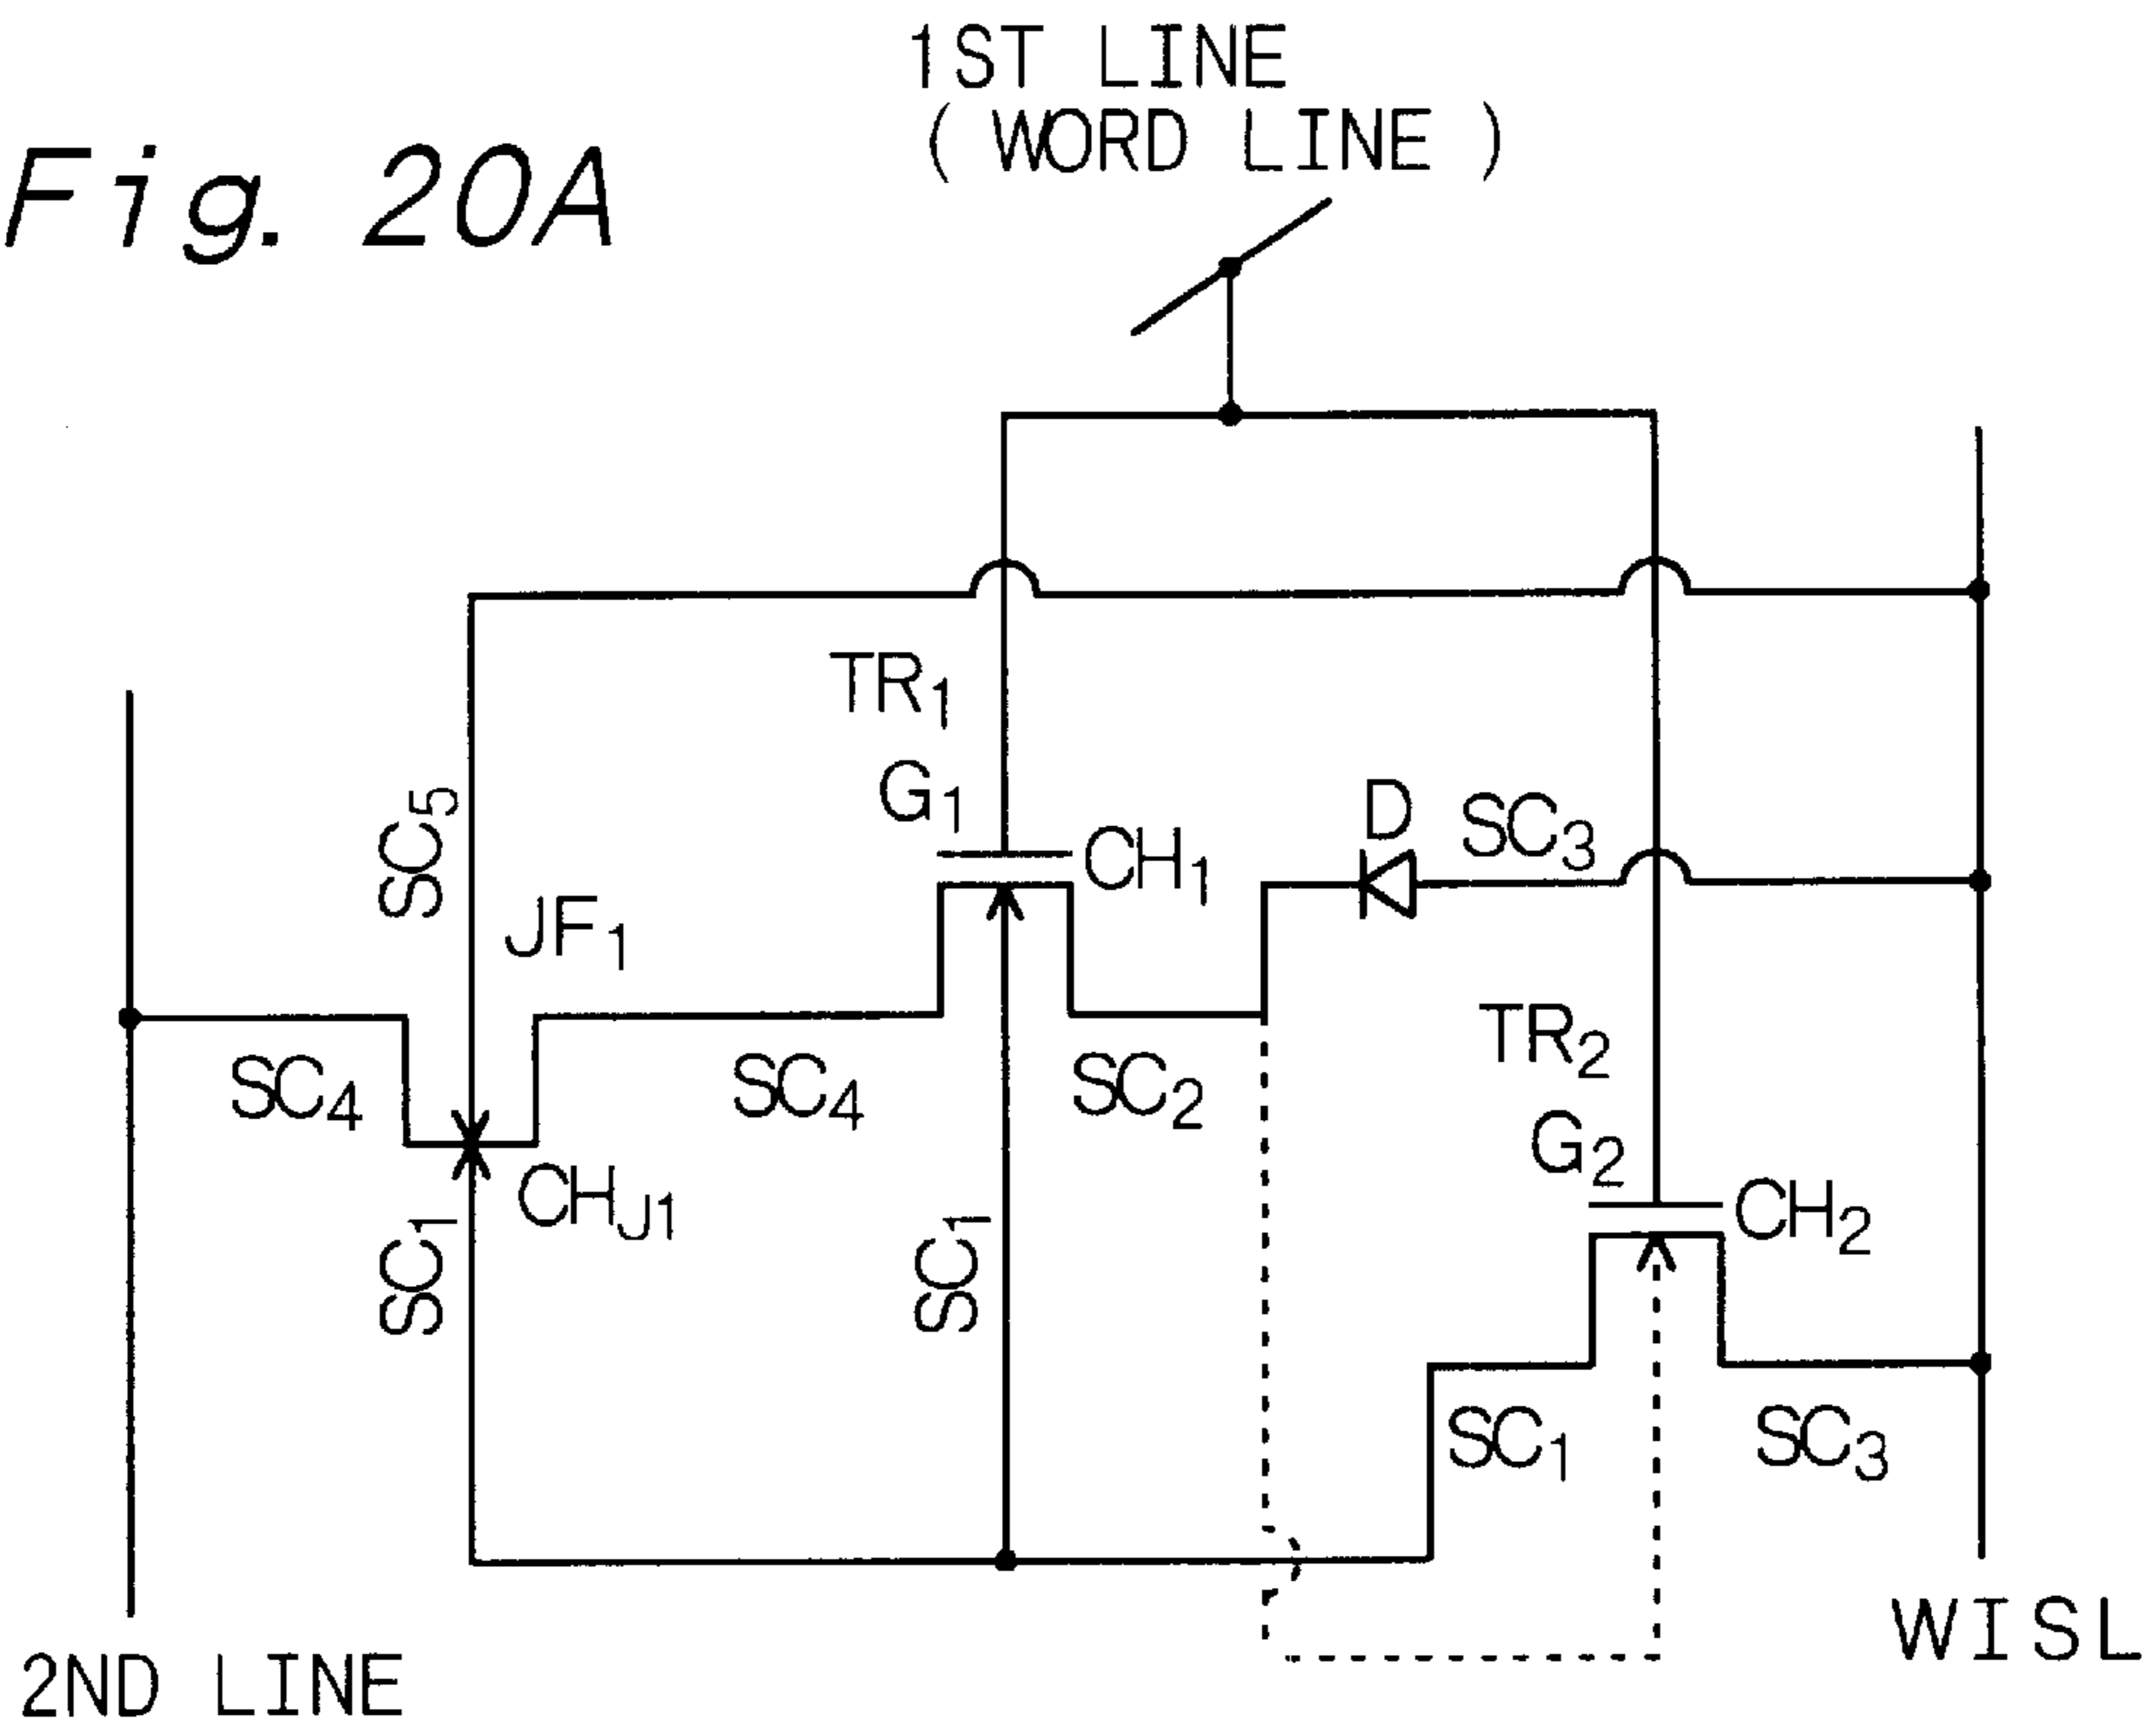 1ST LINE
( WORD LINE )
Fig. 20A
TR1
G1
CH1
D
SC3
SC5
JF1
TR2
G2
CH2
SC4
SC4
SC2
CHJ1
SC1
SC1
SC1
SC3
2ND LINE
WISL